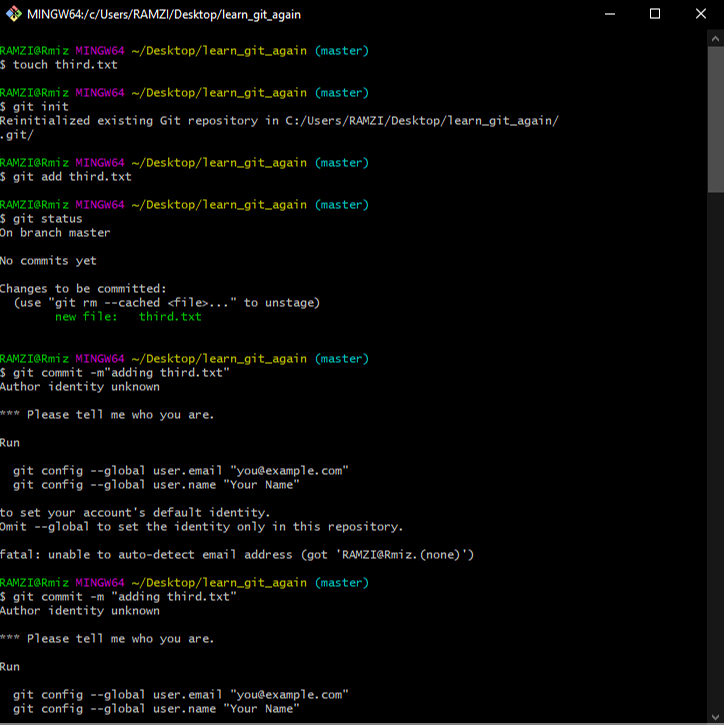 MINGW64:/c/Users/RAMZI/Desktop/learn_git_again
RAMZI@Rmiz MINGW64 ~/Desktop/learn_git_again (master)
$ touch third.txt
RAMZI@Rmiz MINGW64 ~/Desktop/learn_git_again (master)
$ git init
Reinitialized existing Git repository in C:/Users/RAMZI/Desktop/learn_git_again/
.git/
RAMZI@Rmiz MINGW64 ~/Desktop/learn_git_again (master)
$ git add third.txt
RAMZI@Rmiz MINGW64 ~/Desktop/learn_git_again (master)
$ git status
On branch master
No commits yet
Changes to be committed:
  (use "git rm --cached <file>..." to unstage)
        new file:   third.txt
RAMZI@Rmiz MINGW64 ~/Desktop/learn_git_again (master)
$ git commit -m"adding third.txt"
Author identity unknown
*** Please tell me who you are.
Run
  git config --global user.email "you@example.com"
  git config --global user.name "Your Name"
to set your account's default identity.
Omit --global to set the identity only in this repository.
fatal: unable to auto-detect email address (got 'RAMZI@Rmiz.(none)')
RAMZI@Rmiz MINGW64 ~/Desktop/learn_git_again (master)
$ git commit -m "adding third.txt"
Author identity unknown
*** Please tell me who you are.
Run
  git config --global user.email "you@example.com"
  git config --global user.name "Your Name"